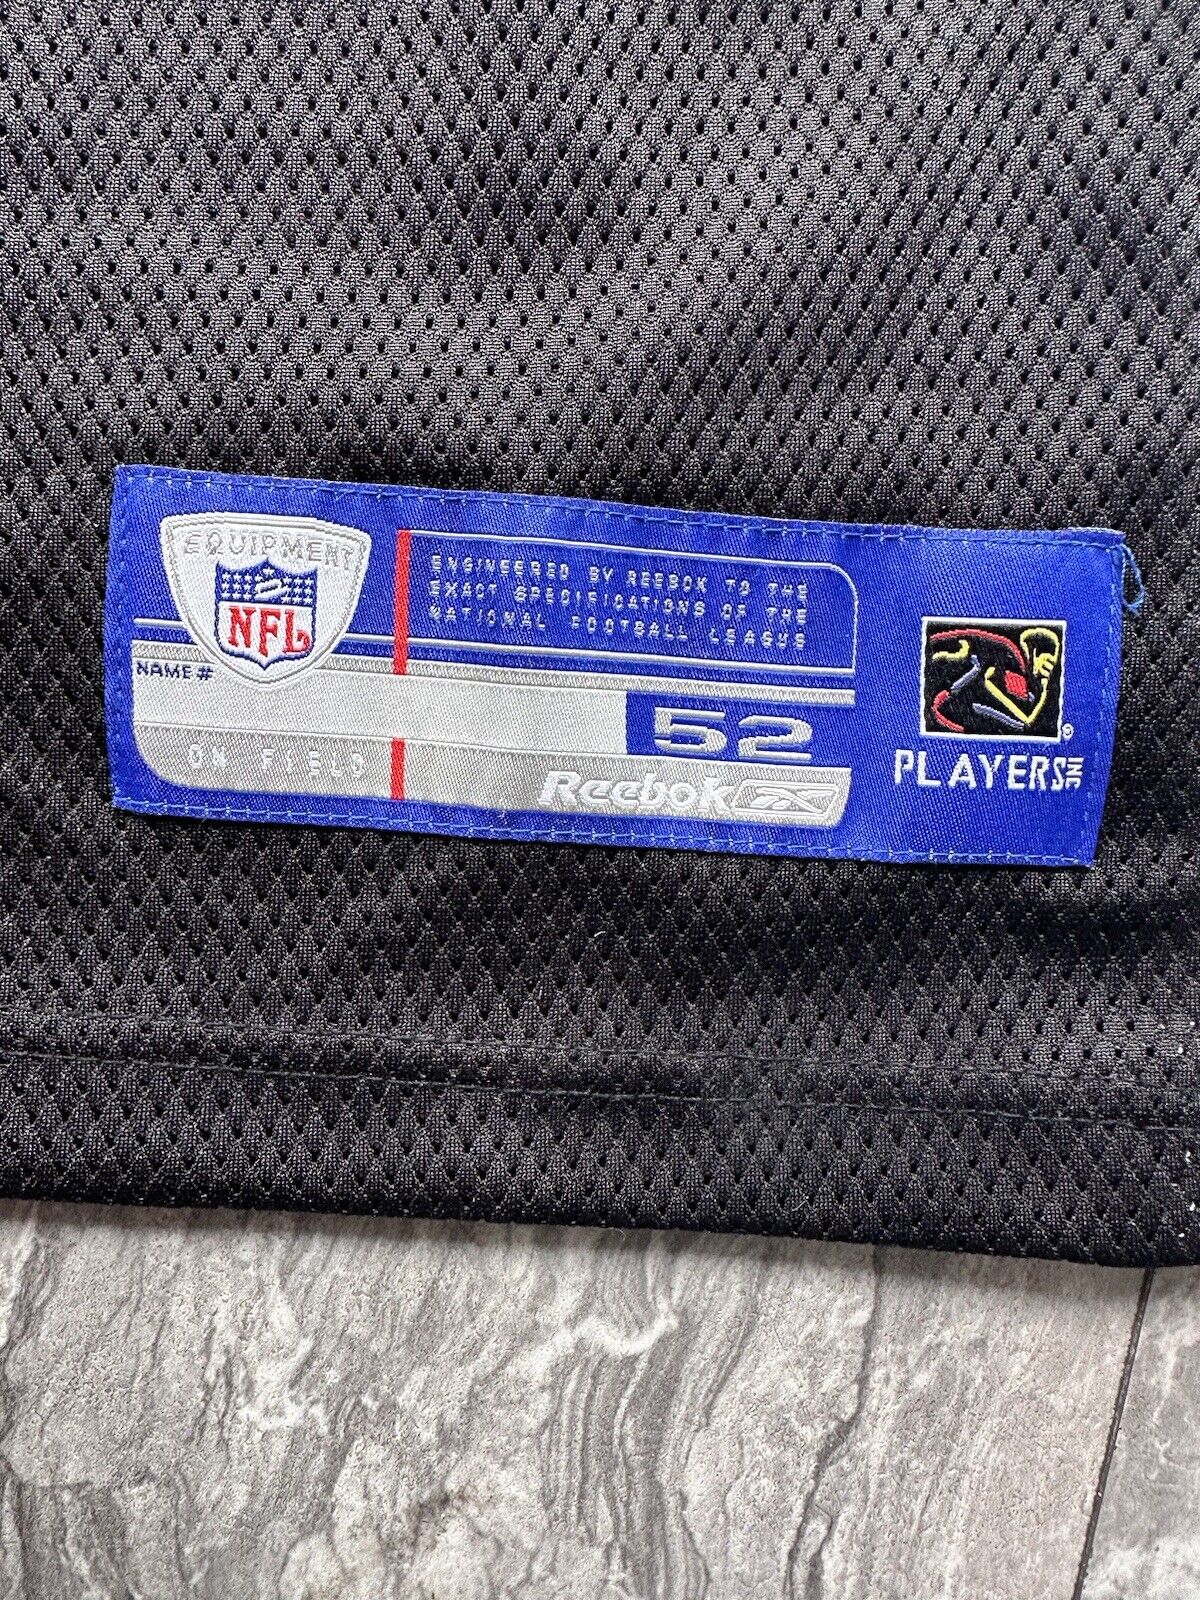 EQUIPMENT
NFL
ENGINEERED BY REEBOK TO THE
EXACT SPECIFICATIONS OF THE
NATIONAL FOOTBALL LEAGUE
NAME #
52
ON FIELD
Reebok
®
PLAYERS INC